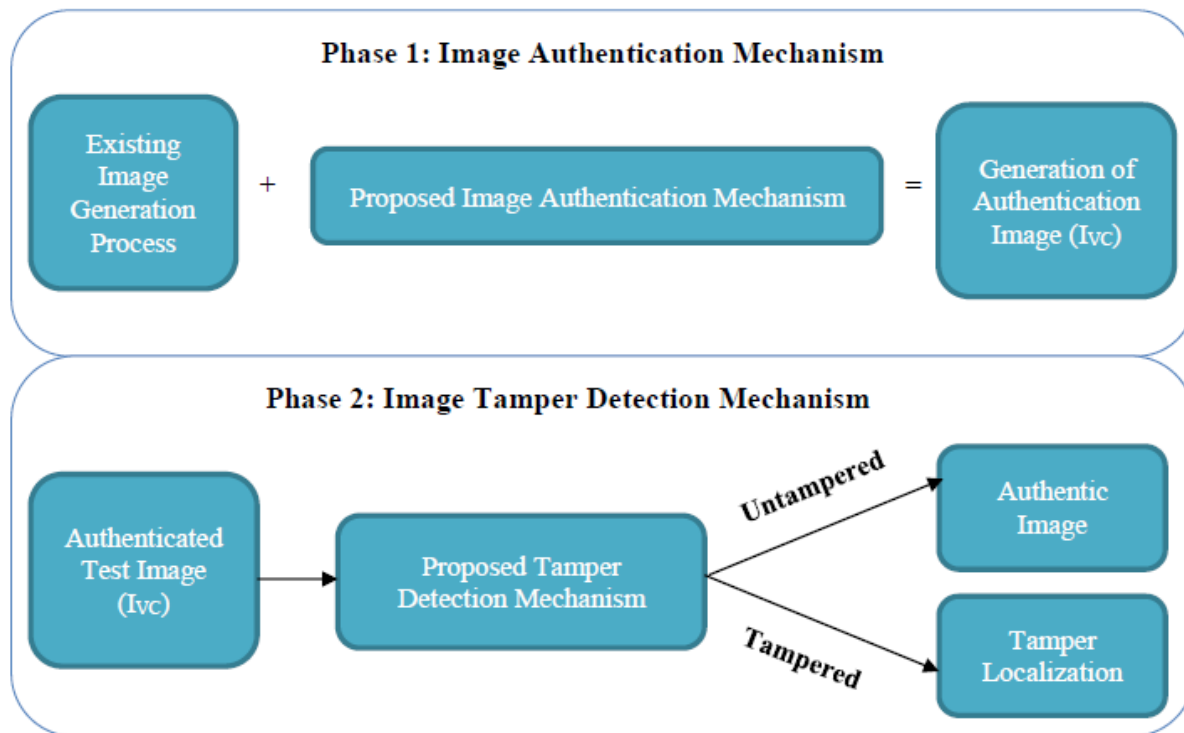 Phase 1: Image Authentication Mechanism
Existing
Image
Generation
Process
+
Proposed Image Authentication Mechanism
=
Generation of
Authentication
Image (IVC)
Phase 2: Image Tamper Detection Mechanism
Authenticated
Test Image
(IVC)
Proposed Tamper
Detection Mechanism
Untampered
Authentic
Image
Tampered
Tamper
Localization